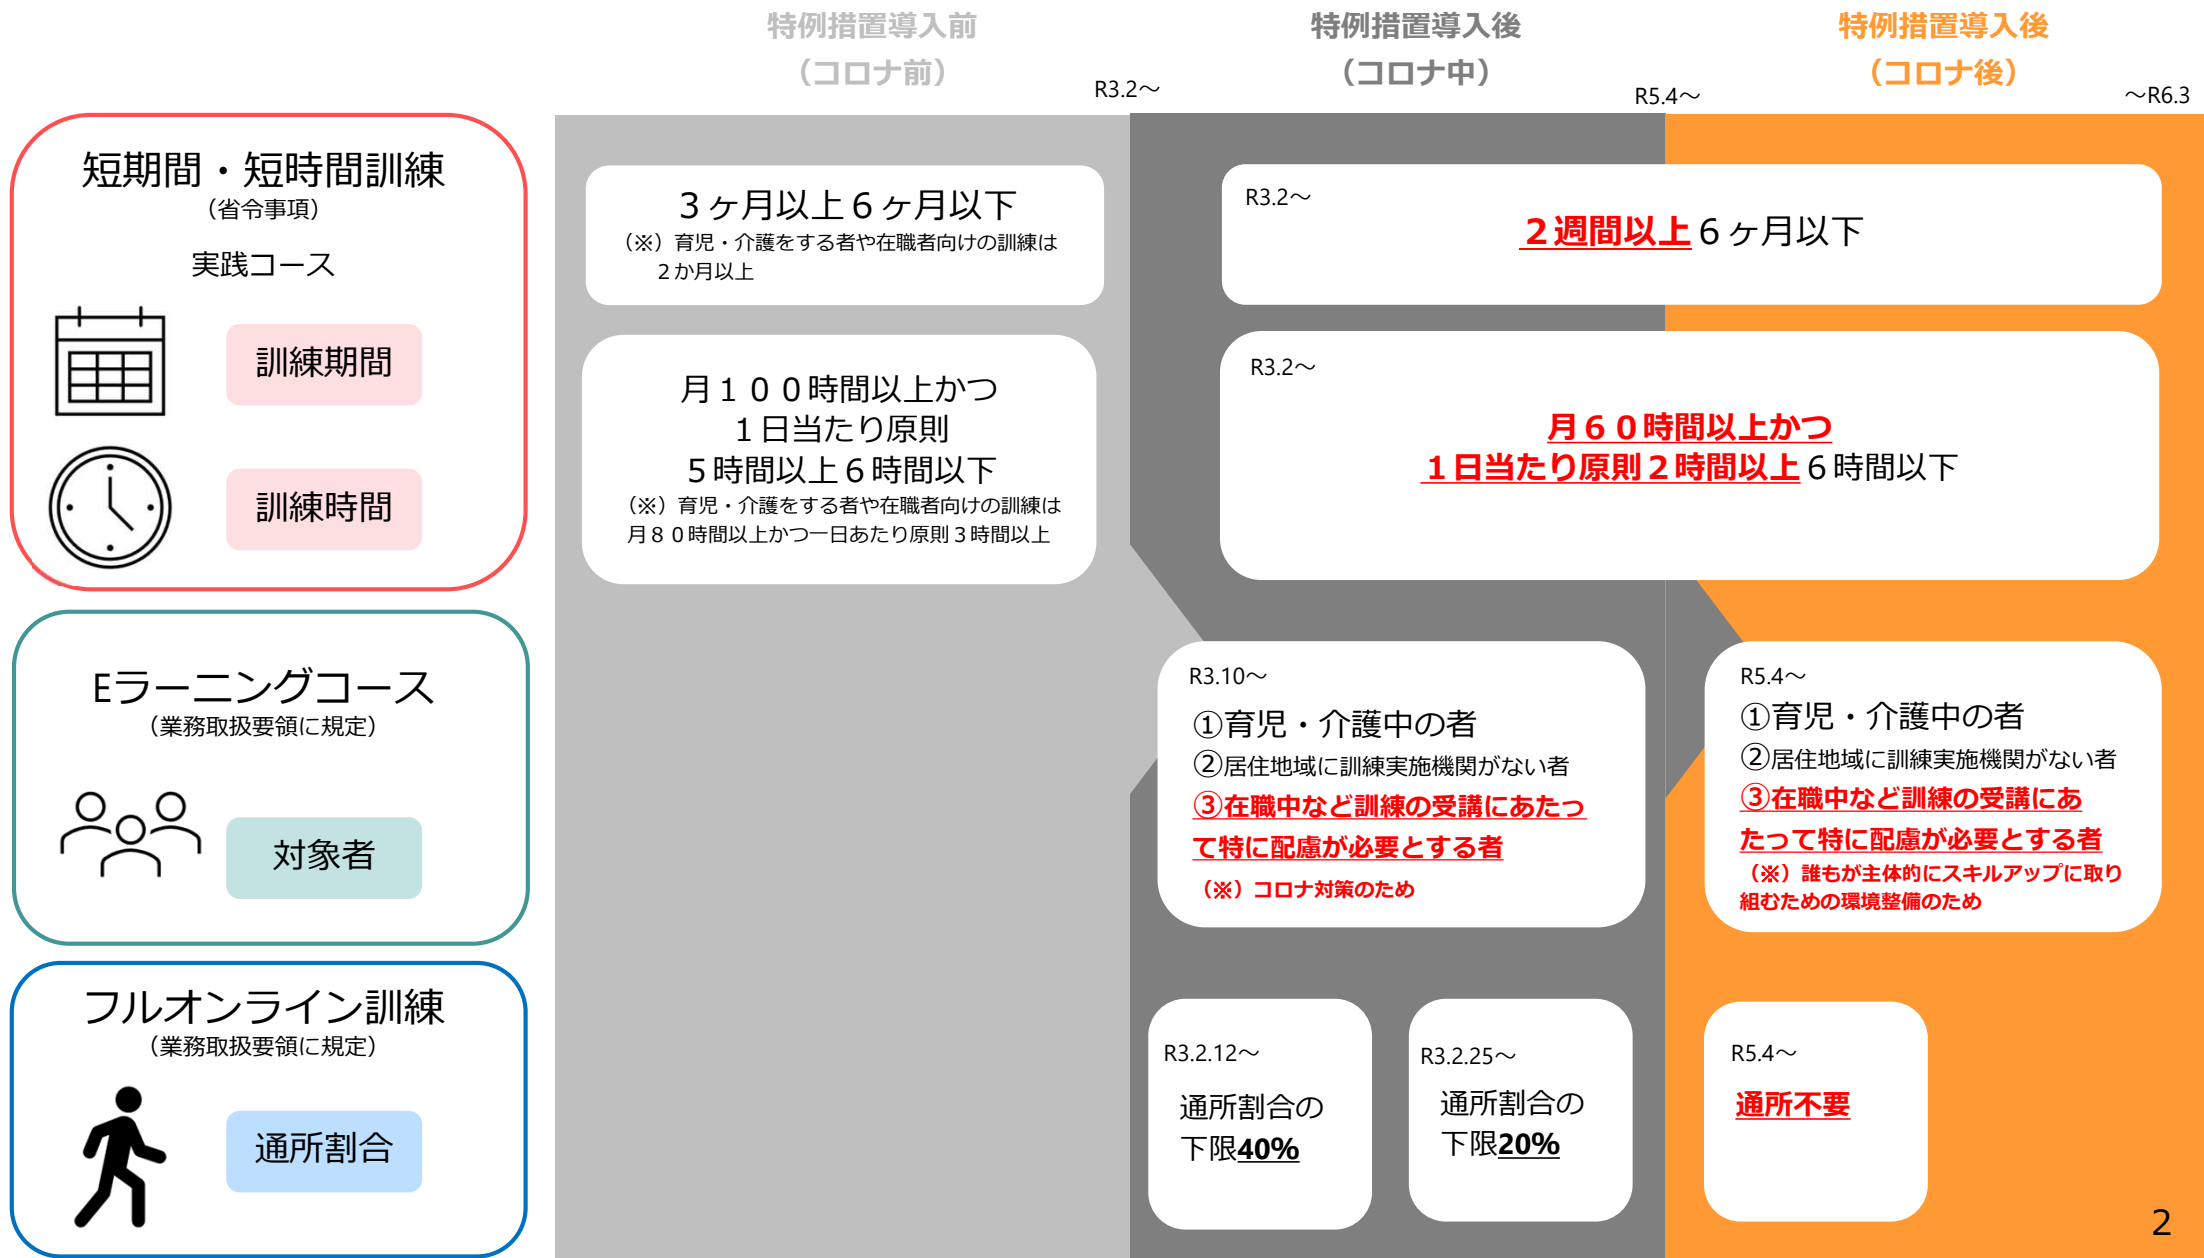 特例措置導入前
（コロナ前）
特例措置導入後
（コロナ中）
特例措置導入後
（コロナ後）
R3.2～
R5.4～
～R6.3
短期間・短時間訓練
（省令事項）
実践コース
訓練期間
訓練時間
３ヶ月以上６ヶ月以下
（※）育児・介護をする者や在職者向けの訓練は
２か月以上
月１００時間以上かつ
１日当たり原則
５時間以上６時間以下
（※）育児・介護をする者や在職者向けの訓練は
月８０時間以上かつ一日あたり原則３時間以上
R3.2～
２週間以上６ヶ月以下
R3.2～
月６０時間以上かつ
１日当たり原則２時間以上６時間以下
Eラーニングコース
（業務取扱要領に規定）
対象者
R3.10～
①育児・介護中の者
②居住地域に訓練実施機関がない者
③在職中など訓練の受講にあたっ
て特に配慮が必要とする者
（※）コロナ対策のため
R5.4～
①育児・介護中の者
②居住地域に訓練実施機関がない者
③在職中など訓練の受講にあ
たって特に配慮が必要とする者
（※）誰もが主体的にスキルアップに取り
組むための環境整備のため
フルオンライン訓練
（業務取扱要領に規定）
通所割合
R3.2.12～
通所割合の
下限40%
R3.2.25～
通所割合の
下限20%
R5.4～
通所不要
2